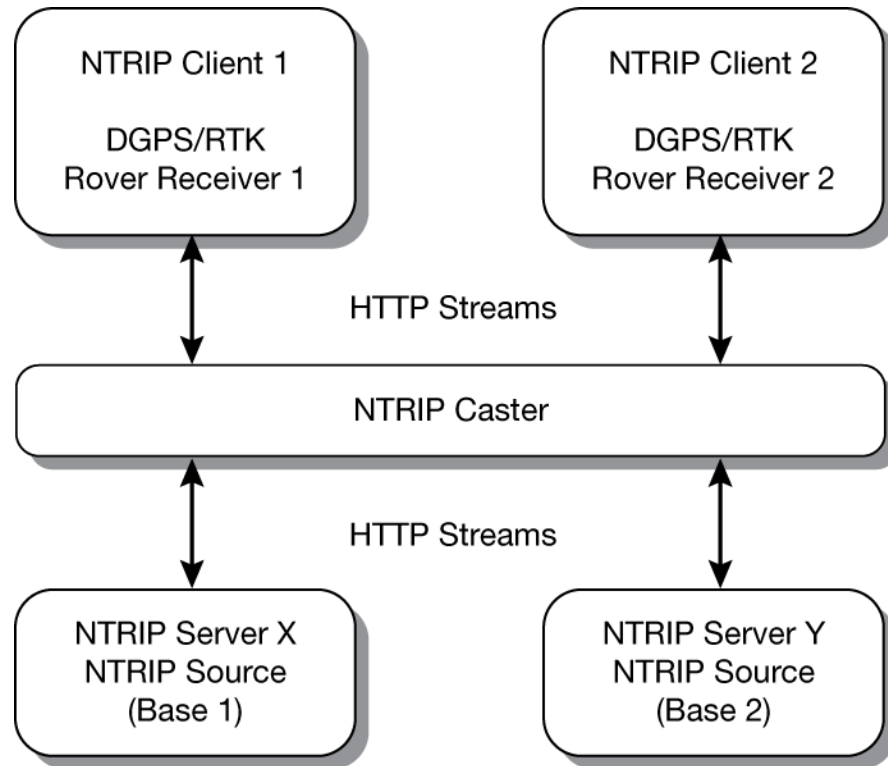 NTRIP Client 1
DGPS/RTK
Rover Receiver 1
NTRIP Client 2
DGPS/RTK
Rover Receiver 2
HTTP Streams
NTRIP Caster
HTTP Streams
NTRIP Server X
NTRIP Source
(Base 1)
NTRIP Server Y
NTRIP Source
(Base 2)